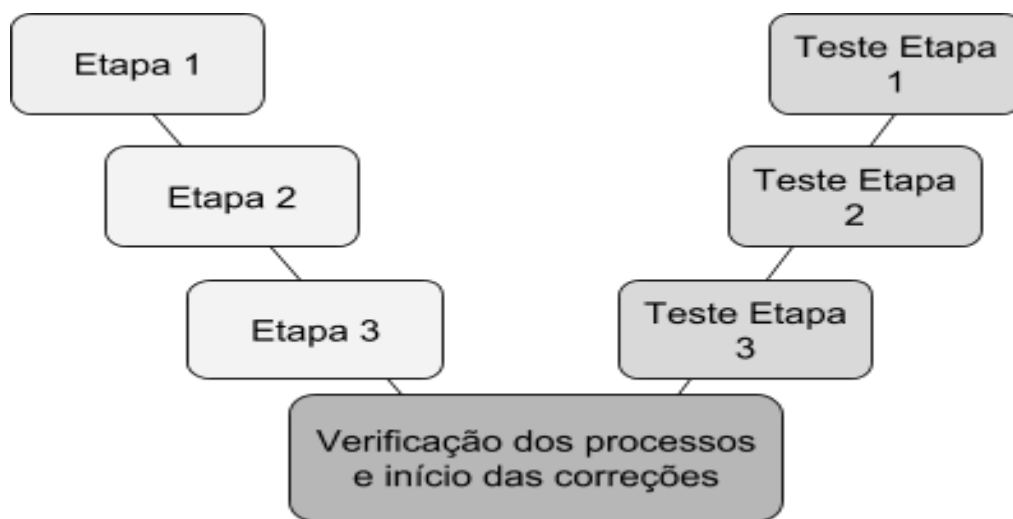 Etapa 1
Teste Etapa
1
Etapa 2
Teste Etapa
2
Etapa 3
Teste Etapa
3
Verificação dos processos
e início das correções